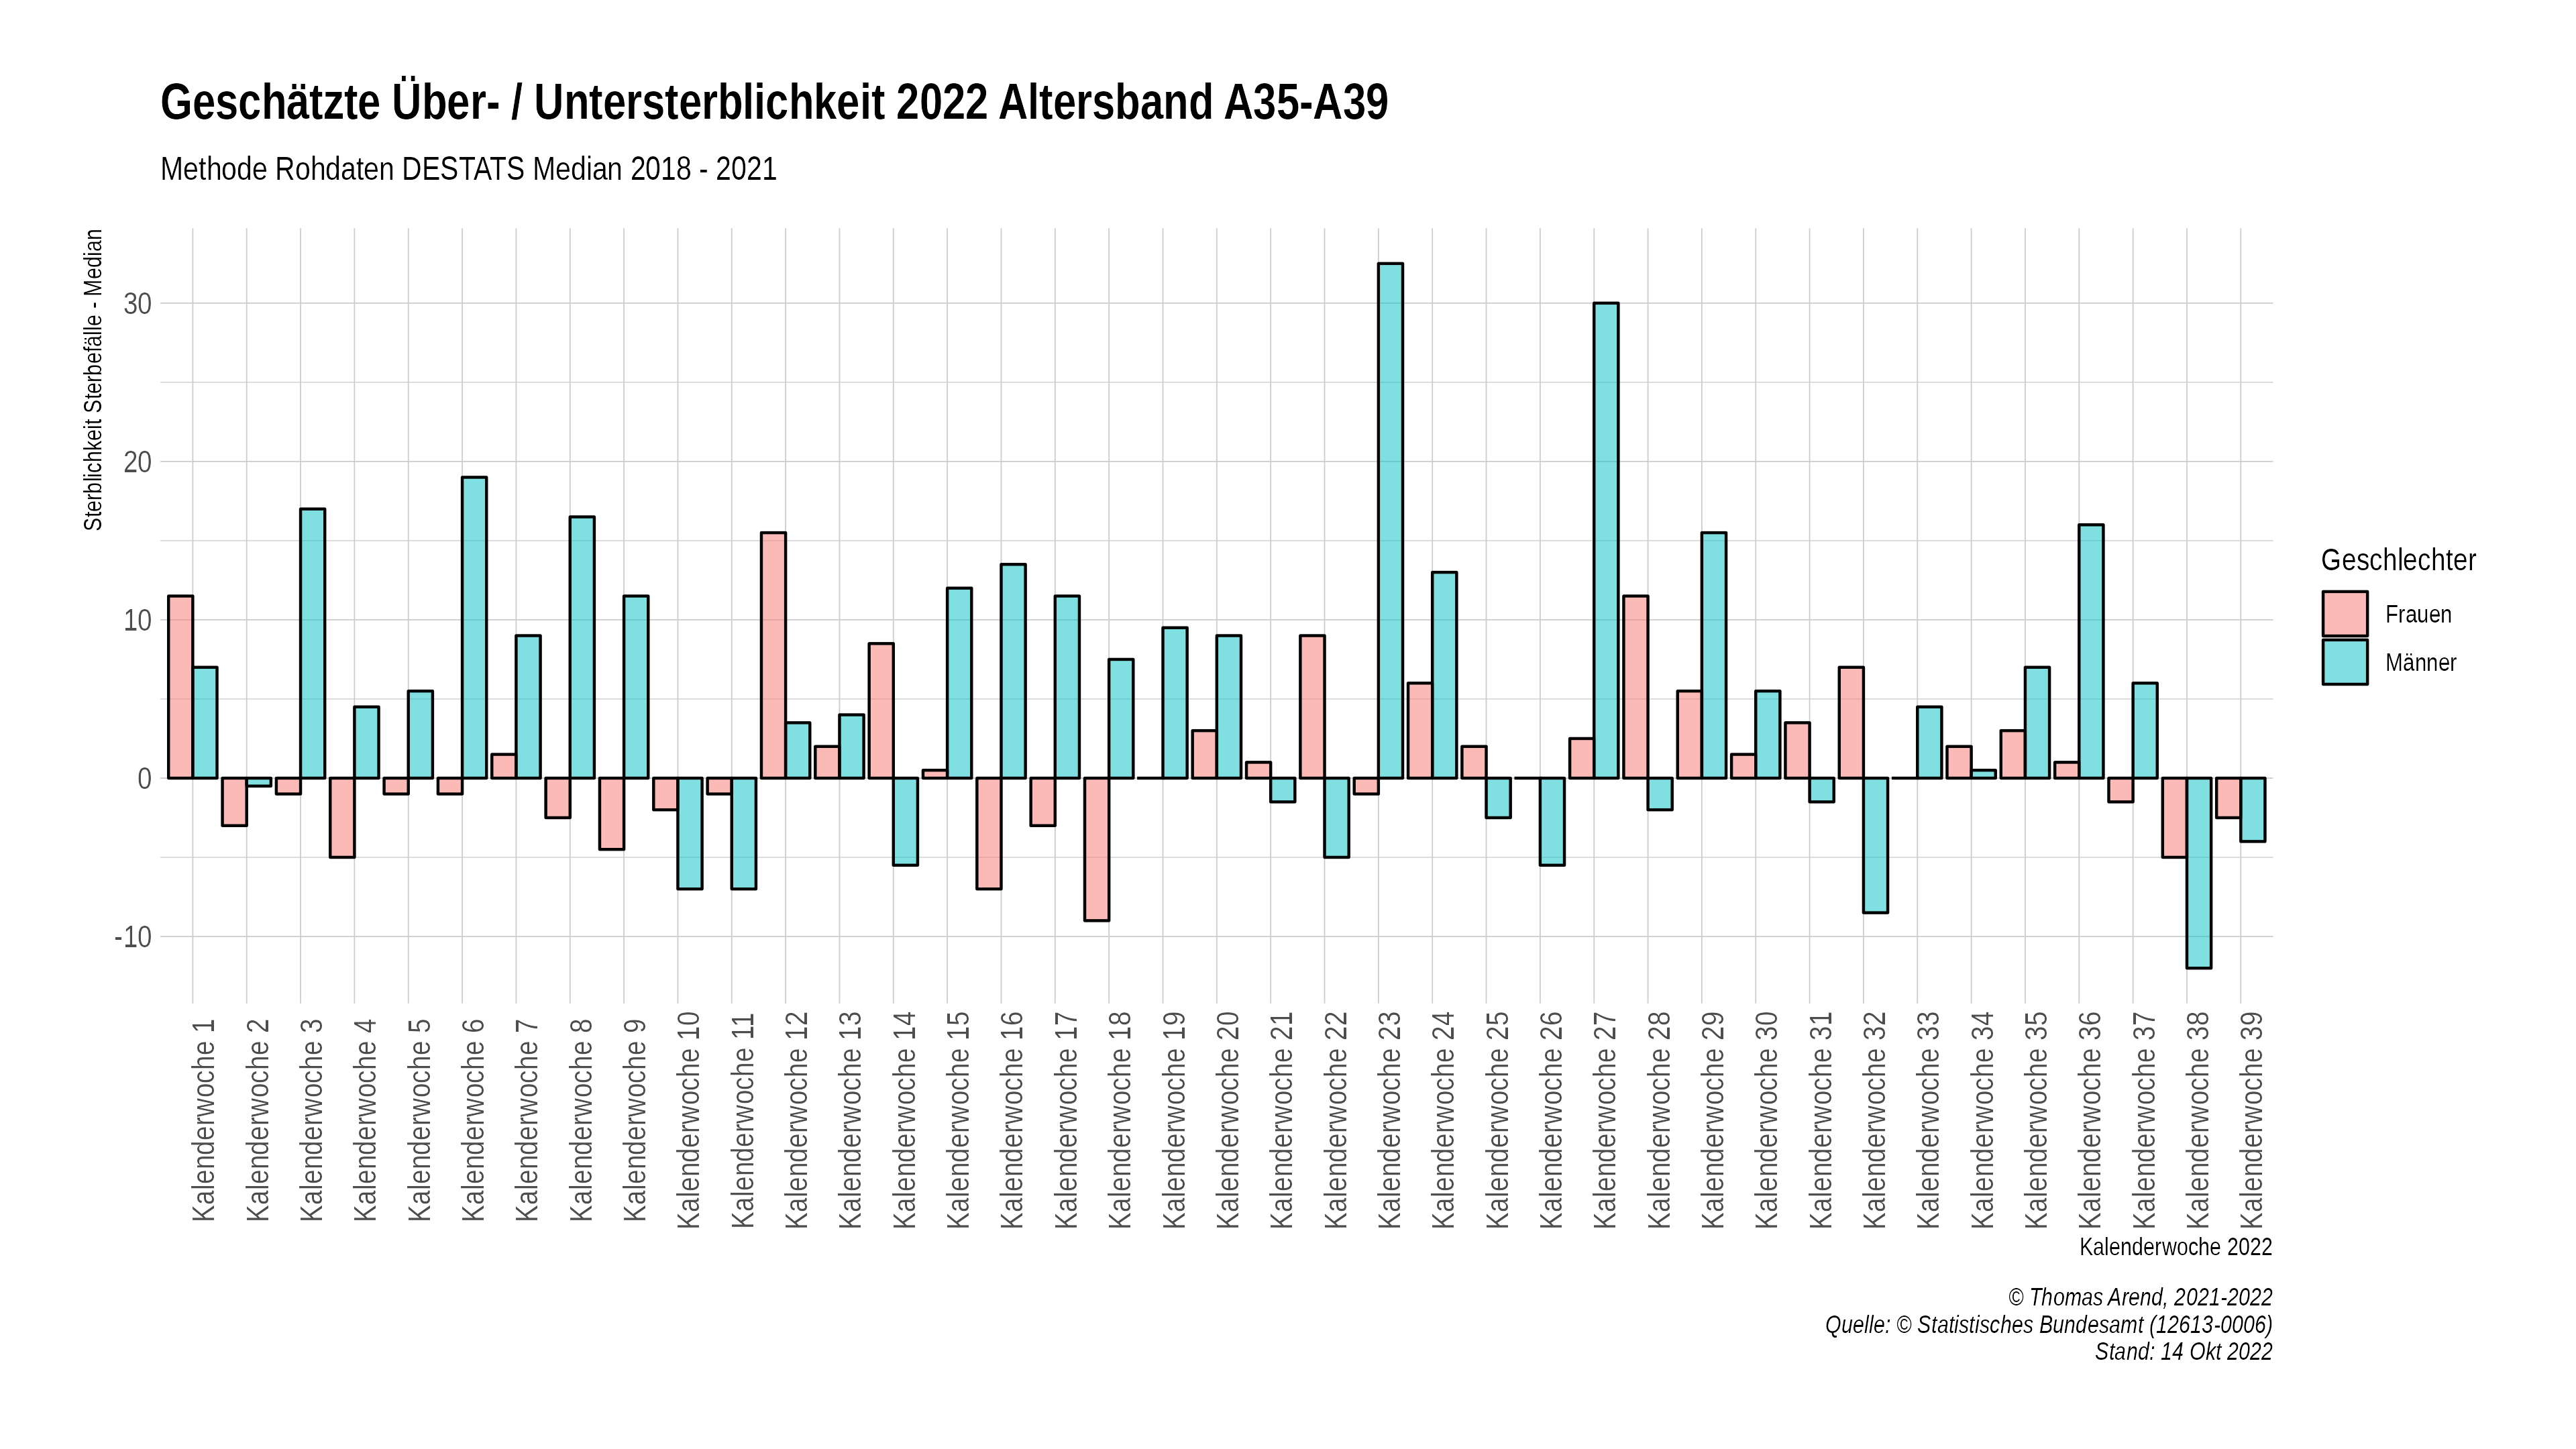 Geschätzte Über- / Untersterblichkeit 2022 Altersband A35-A39
Methode Rohdaten DESTATS Median 2018 - 2021
Sterblichkeit Sterbefälle - Median
30
20
10
0
-10
Geschlechter
Frauen
Männer
Kalenderwoche 1
Kalenderwoche 2
Kalenderwoche 3
Kalenderwoche 4
Kalenderwoche 5
Kalenderwoche 6
Kalenderwoche 7
Kalenderwoche 8
Kalenderwoche 9
Kalenderwoche 10
Kalenderwoche 11
Kalenderwoche 12
Kalenderwoche 13
Kalenderwoche 14
Kalenderwoche 15
Kalenderwoche 16
Kalenderwoche 17
Kalenderwoche 18
Kalenderwoche 19
Kalenderwoche 20
Kalenderwoche 21
Kalenderwoche 22
Kalenderwoche 23
Kalenderwoche 24
Kalenderwoche 25
Kalenderwoche 26
Kalenderwoche 27
Kalenderwoche 28
Kalenderwoche 29
Kalenderwoche 30
Kalenderwoche 31
Kalenderwoche 32
Kalenderwoche 33
Kalenderwoche 34
Kalenderwoche 35
Kalenderwoche 36
Kalenderwoche 37
Kalenderwoche 38
Kalenderwoche 39
Kalenderwoche 2022
© Thomas Arend, 2021-2022
Quelle: © Statistisches Bundesamt (12613-0006)
Stand: 14 Okt 2022